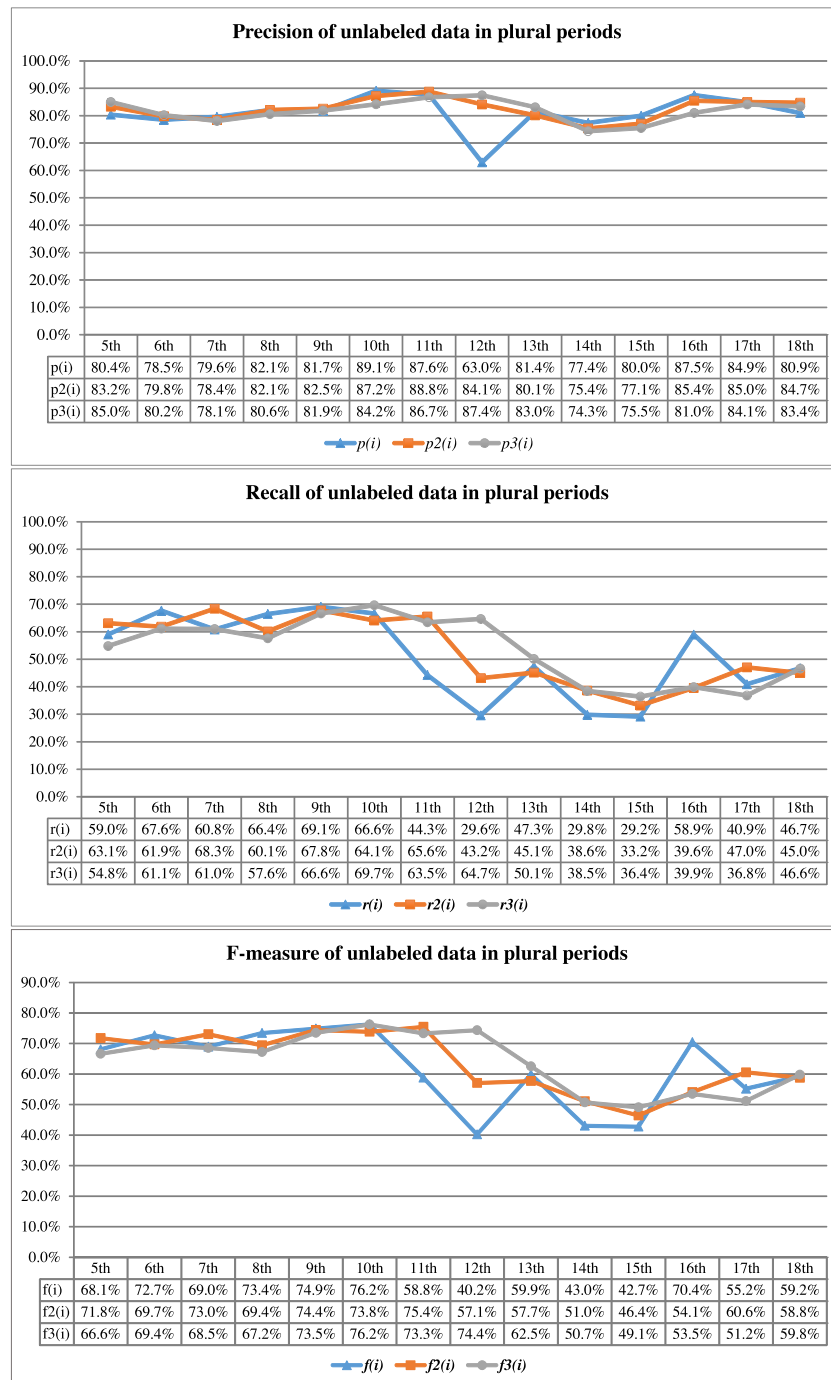 Precision of unlabeled data in plural periods
100.0%
90.0%
80.0%
70.0%
60.0%
50.0%
40.0%
30.0%
20.0%
10.0%
0.0%
5th 6th 7th 8th 9th 10th 11th 12th 13th 14th 15th 16th 17th 18th
p(i) 80.4% 78.5% 79.6% 82.1% 81.7% 89.1% 87.6% 63.0% 81.4% 77.4% 80.0% 87.5% 84.9% 80.9%
p2(i) 83.2% 79.8% 78.4% 82.1% 82.5% 87.2% 88.8% 84.1% 80.1% 75.4% 77.1% 85.4% 85.0% 84.7%
p3(i) 85.0% 80.2% 78.1% 80.6% 81.9% 84.2% 86.7% 87.4% 83.0% 74.3% 75.5% 81.0% 84.1% 83.4%
p(i) p2(i) p3(i)
Recall of unlabeled data in plural periods
100.0%
90.0%
80.0%
70.0%
60.0%
50.0%
40.0%
30.0%
20.0%
10.0%
0.0%
5th 6th 7th 8th 9th 10th 11th 12th 13th 14th 15th 16th 17th 18th
r(i) 59.0% 67.6% 60.8% 66.4% 69.1% 66.6% 44.3% 29.6% 47.3% 29.8% 29.2% 58.9% 40.9% 46.7%
r2(i) 63.1% 61.9% 68.3% 60.1% 67.8% 64.1% 65.6% 43.2% 45.1% 38.6% 33.2% 39.6% 47.0% 45.0%
r3(i) 54.8% 61.1% 61.0% 57.6% 66.6% 69.7% 63.5% 64.7% 50.1% 38.5% 36.4% 39.9% 36.8% 46.6%
r(i) r2(i) r3(i)
F-measure of unlabeled data in plural periods
90.0%
80.0%
70.0%
60.0%
50.0%
40.0%
30.0%
20.0%
10.0%
0.0%
5th 6th 7th 8th 9th 10th 11th 12th 13th 14th 15th 16th 17th 18th
f(i) 68.1% 72.7% 69.0% 73.4% 74.9% 76.2% 58.8% 40.2% 59.9% 43.0% 42.7% 70.4% 55.2% 59.2%
f2(i) 71.8% 69.7% 73.0% 69.4% 74.4% 73.8% 75.4% 57.1% 57.7% 51.0% 46.4% 54.1% 60.6% 58.8%
f3(i) 66.6% 69.4% 68.5% 67.2% 73.5% 76.2% 73.3% 74.4% 62.5% 50.7% 49.1% 53.5% 51.2% 59.8%
f(i) f2(i) f3(i)